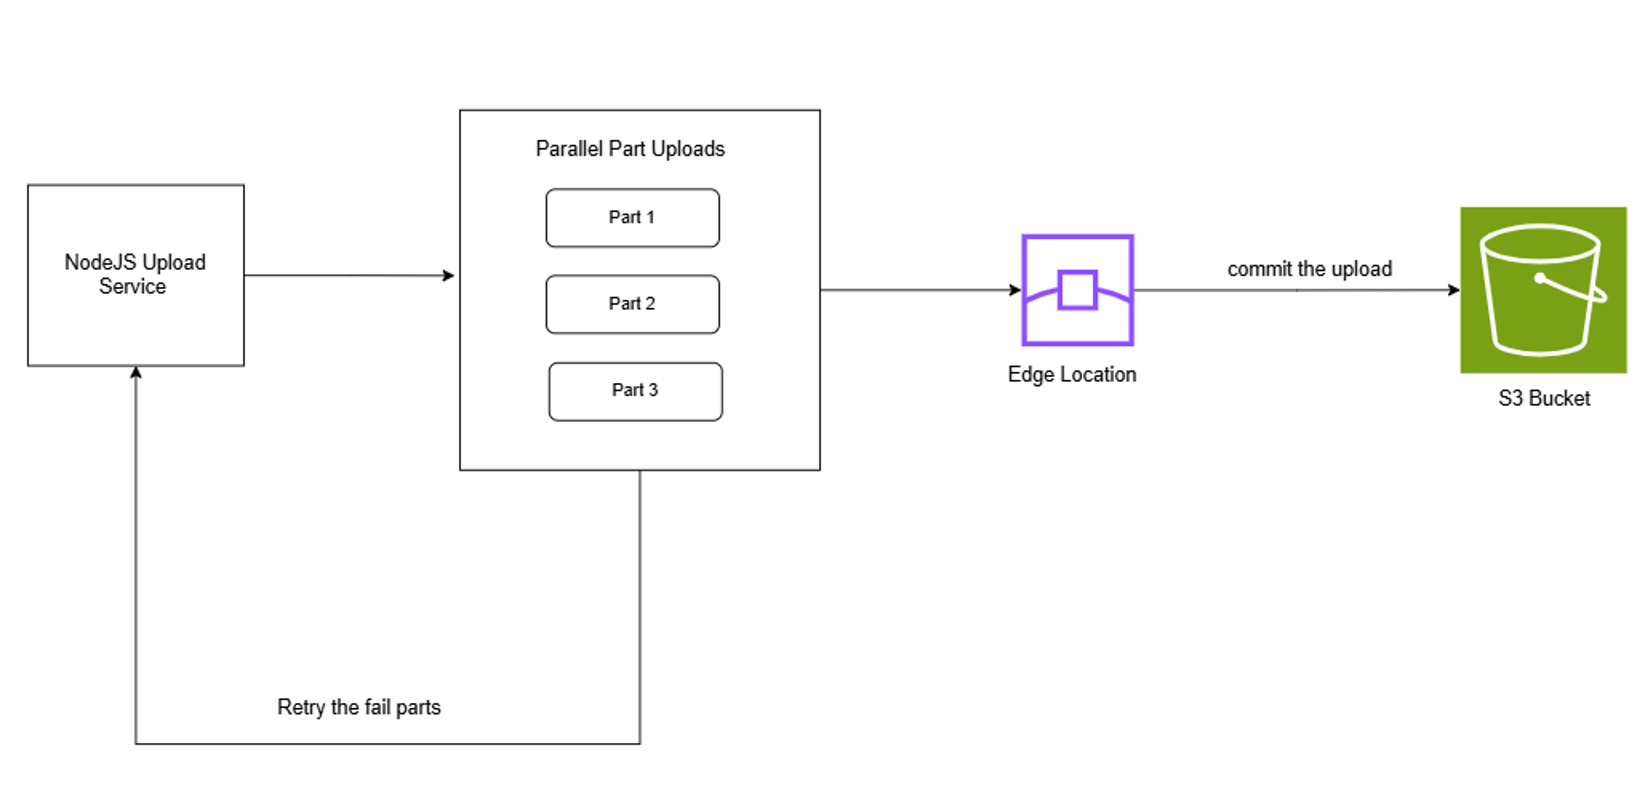 Parallel Part Uploads
Part 1
NodeJS Upload
Service
Part 2
Part 3
commit the upload
Edge Location
S3 Bucket
Retry the fail parts